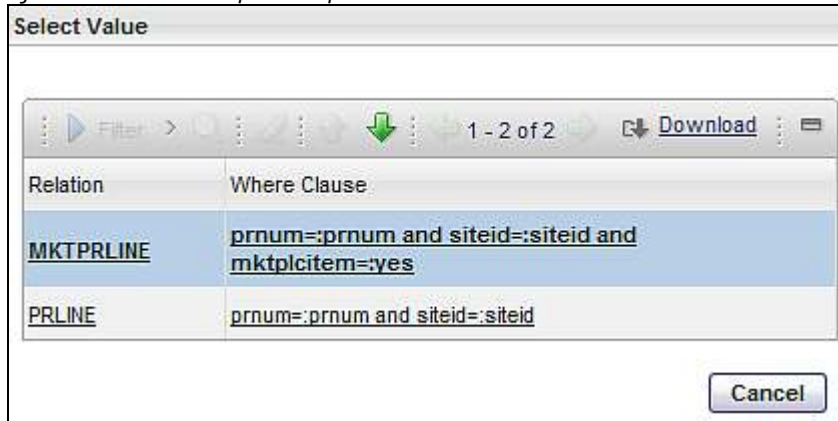 Select Value
Filter > 1 - 2 of 2 Download
Relation Where Clause
MKTPRLINE prnum=:prnum and siteid=:siteid and
mktplcitem=:yes
PRLINE prnum=:prnum and siteid=:siteid
Cancel